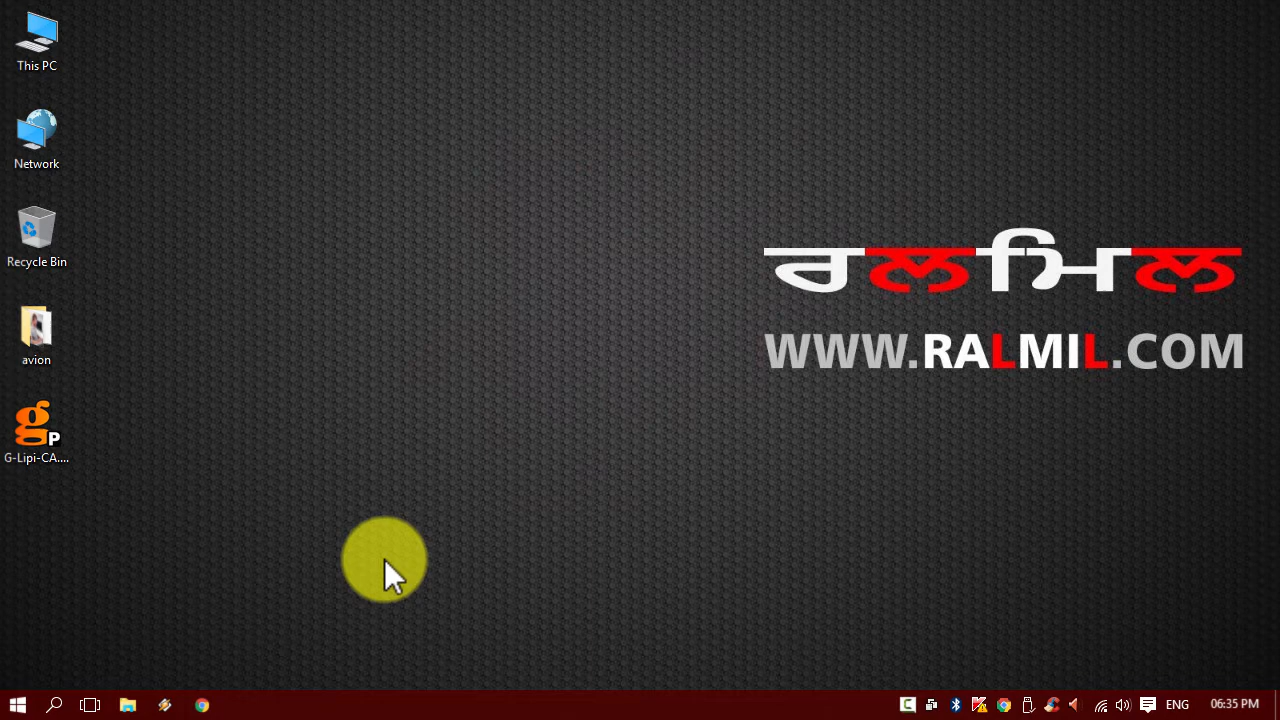 This PC
Network
Recycle Bin
avion
G-Lipi-CA....
ਰਲਮਿਲ
WWW.RALMIL.COM
ENG
06:35 PM